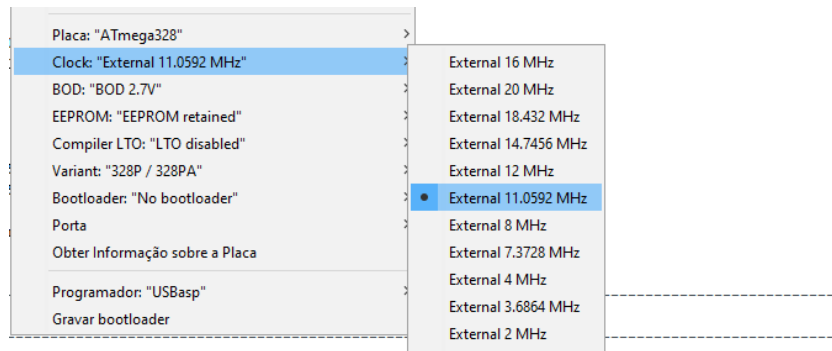 Placa: "ATmega328"
Clock: "External 11.0592 MHz"
BOD: "BOD 2.7V"
EEPROM: "EEPROM retained"
Compiler LTO: "LTO disabled"
Variant: "328P / 328PA"
Bootloader: "No bootloader"
Porta
Obter Informação sobre a Placa
Programador: "USBasp"
Gravar bootloader
External 16 MHz
External 20 MHz
External 18.432 MHz
External 14.7456 MHz
External 12 MHz
External 11.0592 MHz
External 8 MHz
External 7.3728 MHz
External 4 MHz
External 3.6864 MHz
External 2 MHz